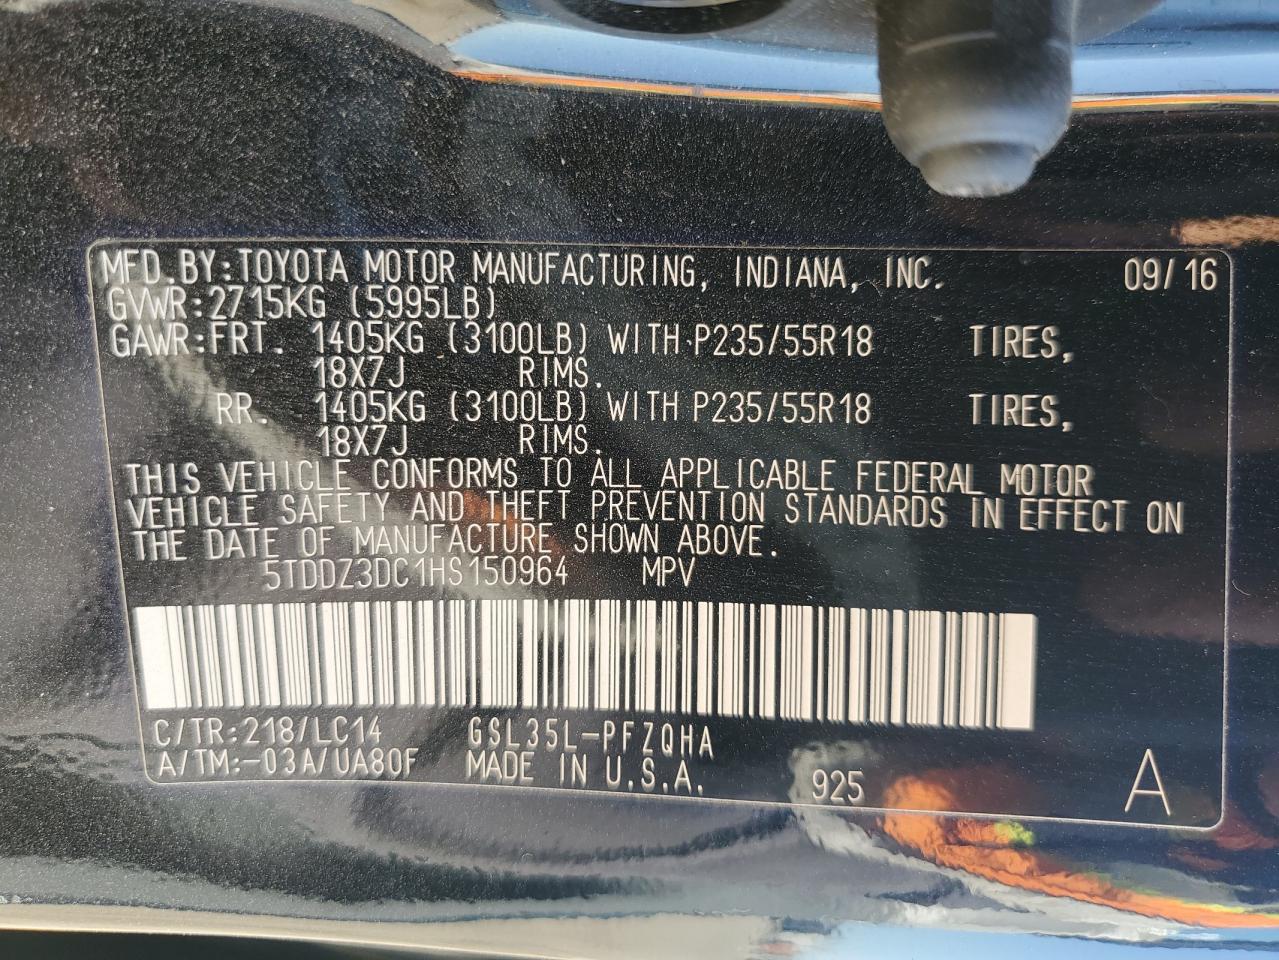 MFD.BY:TOYOTA MOTOR MANUFACTURING, INDIANA, INC. 09/16
GVWR:2715KG (5995LB)
GAWR:FRT. 1405KG (3100LB) WITH P235/55R18 TIRES,
18X7J RIMS.
RR. 1405KG (3100LB) WITH P235/55R18 TIRES,
18X7J RIMS.
THIS VEHICLE CONFORMS TO ALL APPLICABLE FEDERAL MOTOR
VEHICLE SAFETY AND THEFT PREVENTION STANDARDS IN EFFECT ON
THE DATE OF MANUFACTURE SHOWN ABOVE.
5TDDZ3DC1HS150964 MPV
C/TR:218/LC14 GSL35L-PFZQHA
A/TM:-03A/UA80F MADE IN U.S.A. 925 A